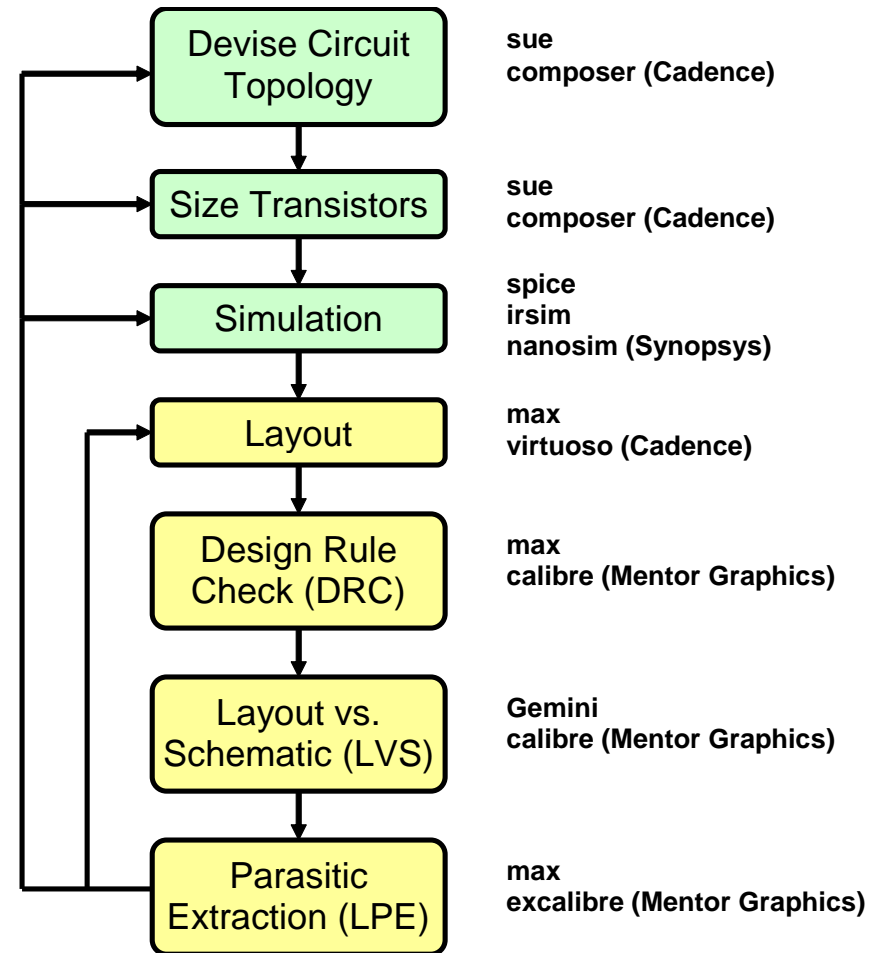 Devise Circuit
Topology
sue
composer (Cadence)
Size Transistors
sue
composer (Cadence)
Simulation
spice
irsim
nanosim (Synopsys)
Layout
max
virtuoso (Cadence)
Design Rule
Check (DRC)
max
calibre (Mentor Graphics)
Layout vs.
Schematic (LVS)
Gemini
calibre (Mentor Graphics)
Parasitic
Extraction (LPE)
max
excalibre (Mentor Graphics)